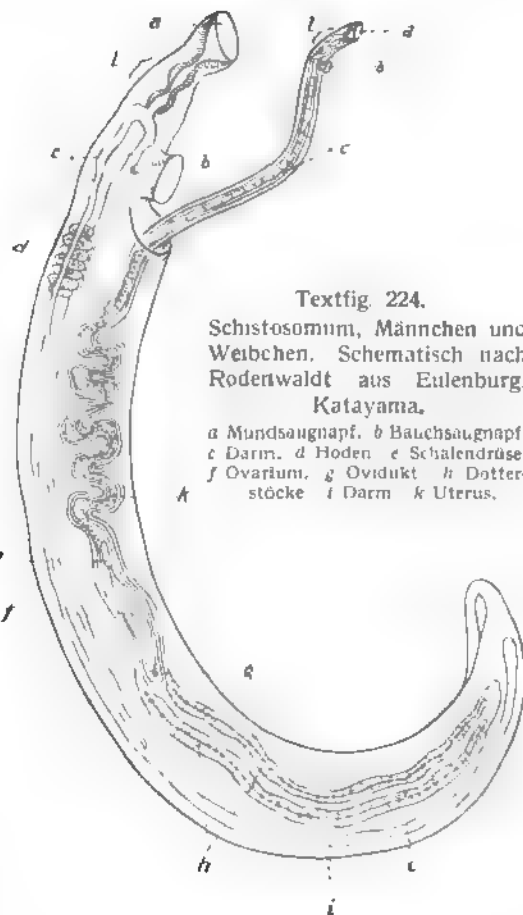 a
l
l
a
b
c
b
c
d
Textfig. 224.
Schistosomum, Männchen und
Weibchen. Schematisch nach
Rodenwaldt aus Eulenburg,
Katayama.
a Mundsaugnapf. b Bauchsaugnapf
c Darm. d Hoden e Schalendrüse
f Ovarium. g Ovidukt h Dotter-
stöcke i Darm k Uterus.
k
f
g
h
i